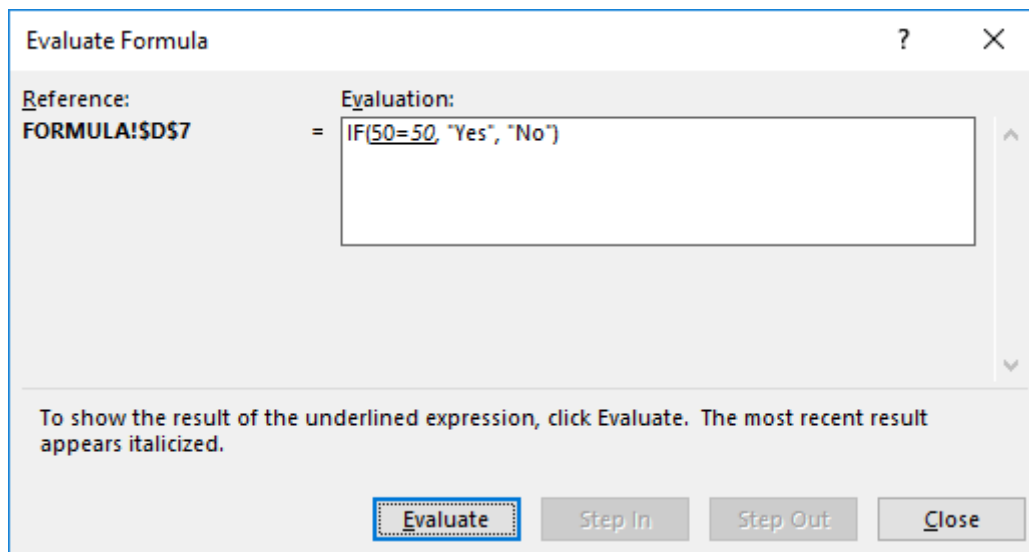 Evaluate Formula
?
Reference:
Evaluation:
FORMULA!$D$7
=
IF(50=50, "Yes", "No")
To show the result of the underlined expression, click Evaluate.  The most recent result
appears italicized.
Evaluate
Step In
Step Out
Close